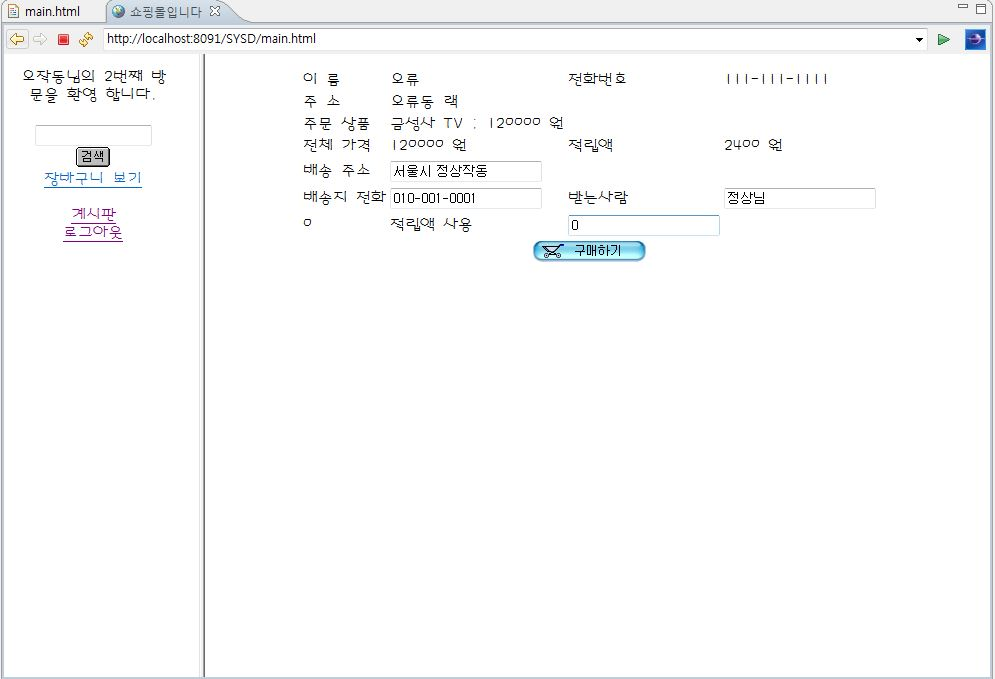 main.html 쇼핑몰입니다
http://localhost:8091/SYSD/main.html
오작동님의 2번째 방
문을 환영 합니다.
검색
장바구니 보기
계시판
로그아웃
이 름 오류 전화번호 111-111-1111
주 소 오류동 랙
주문 상품 금성사 TV : 120000 원
전체 가격 120000 원 적립액 2400 원
배송 주소 서울시 정상작동
배송지 전화 010-001-0001 받는사람 정상님
0 적립액 사용 0
구매하기